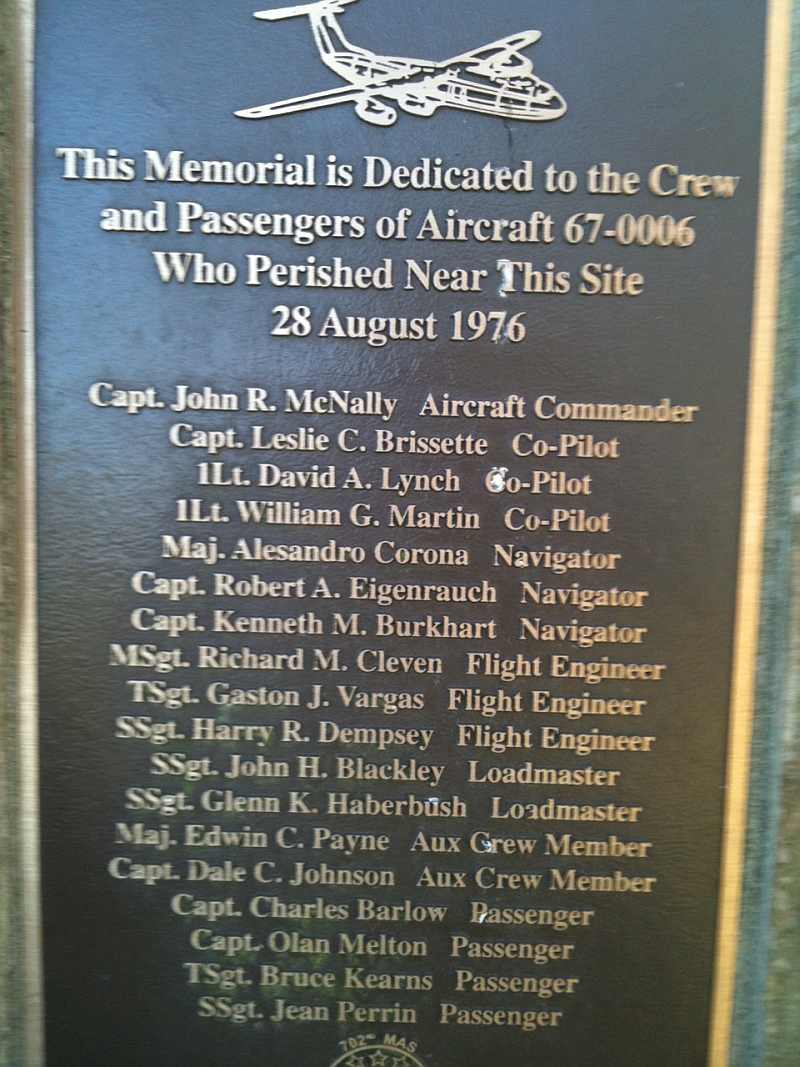 This Memorial is Dedicated to the Crew
and Passengers of Aircraft 67-0006
Who Perished Near This Site
28 August 1976
Capt. John R. McNally Aircraft Commander
Capt. Leslie C. Brissette Co-Pilot
1Lt. David A. Lynch Co-Pilot
1Lt. William G. Martin Co-Pilot
Maj. Alesandro Corona Navigator
Capt. Robert A. Eigenrauch Navigator
Capt. Kenneth M. Burkhart Navigator
MSgt. Richard M. Cleven Flight Engineer
TSgt. Gaston J. Vargas Flight Engineer
SSgt. Harry R. Dempsey Flight Engineer
SSgt. John H. Blackley Loadmaster
SSgt. Glenn K. Haberbush Loadmaster
Maj. Edwin C. Payne Aux Crew Member
Capt. Dale C. Johnson Aux Crew Member
Capt. Charles Barlow Passenger
Capt. Olan Melton Passenger
TSgt. Bruce Kearns Passenger
SSgt. Jean Perrin Passenger
702ND MAS